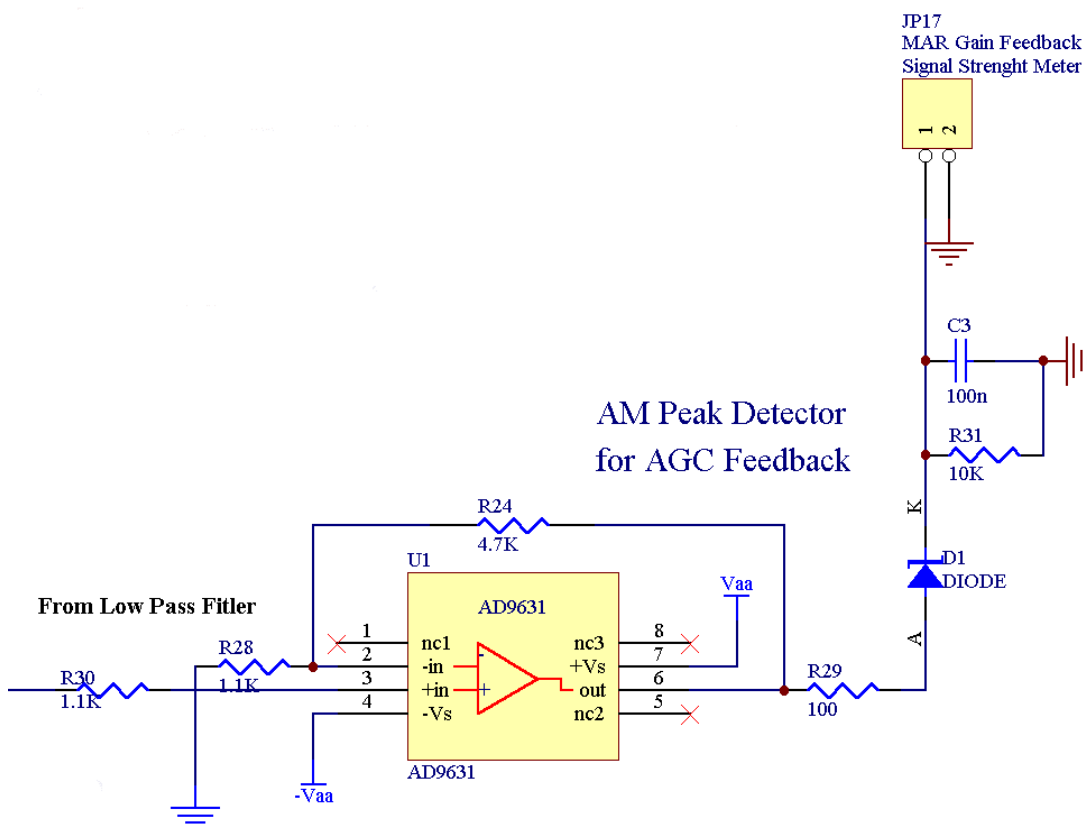 JP17
MAR Gain Feedback
Signal Strenght Meter
1
2
C3
100n
AM Peak Detector
for AGC Feedback
R31
10K
K
R24
4.7K
U1
D1
DIODE
Vaa
From Low Pass Fitler
AD9631
A
1
nc1
nc3
8
R28
1.1K
2
-in
-
+Vs
7
R30
1.1K
3
+in
+
out
6
R29
100
4
-Vs
nc2
5
AD9631
-Vaa